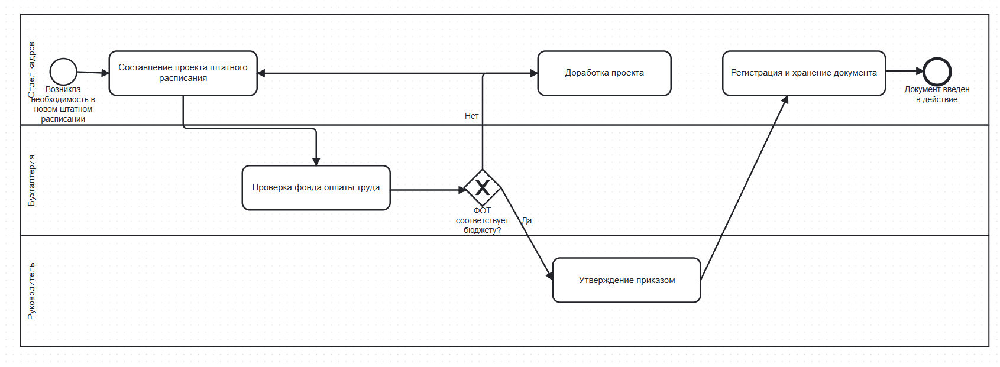 Отдел кадров
Возникла
необходимость в
новом штатном
расписании
Составление проекта штатного
расписания
Доработка проекта
Регистрация и хранение документа
Документ введен
в действие
Нет
Бухгалтерия
Проверка фонда оплаты труда
X
ФОТ
соответствует
бюджету?
Да
Руководитель
Утверждение приказом